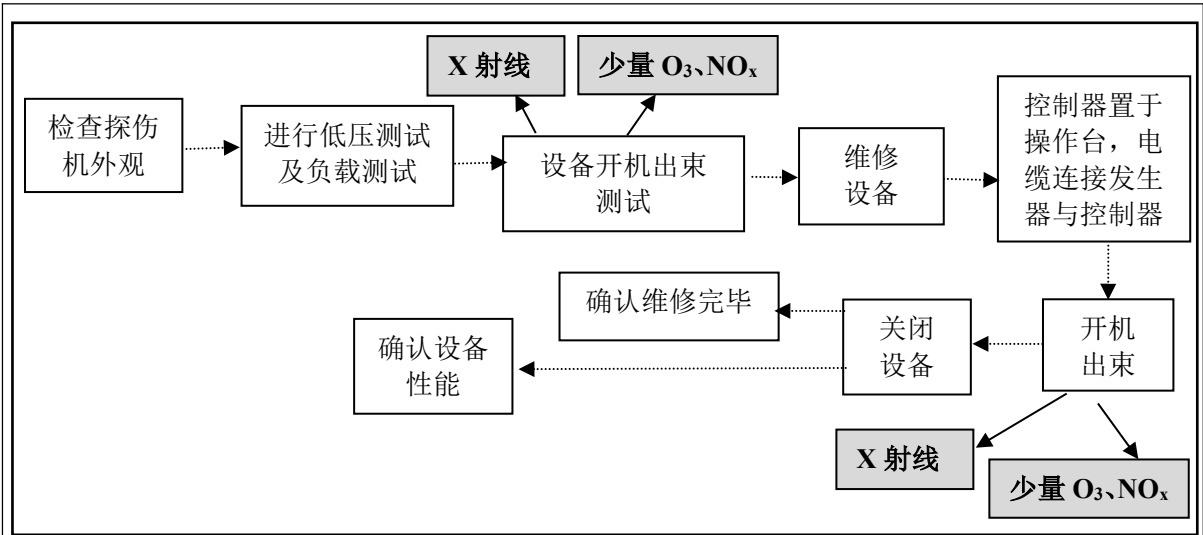 X 射线
少量 O₃、NOₓ
检查探伤
机外观
进行低压测试
及负载测试
设备开机出束
测试
维修
设备
控制器置于
操作台，电
缆连接发生
器与控制器
确认维修完毕
确认设备
性能
关闭
设备
开机
出束
X 射线
少量 O₃、NOₓ